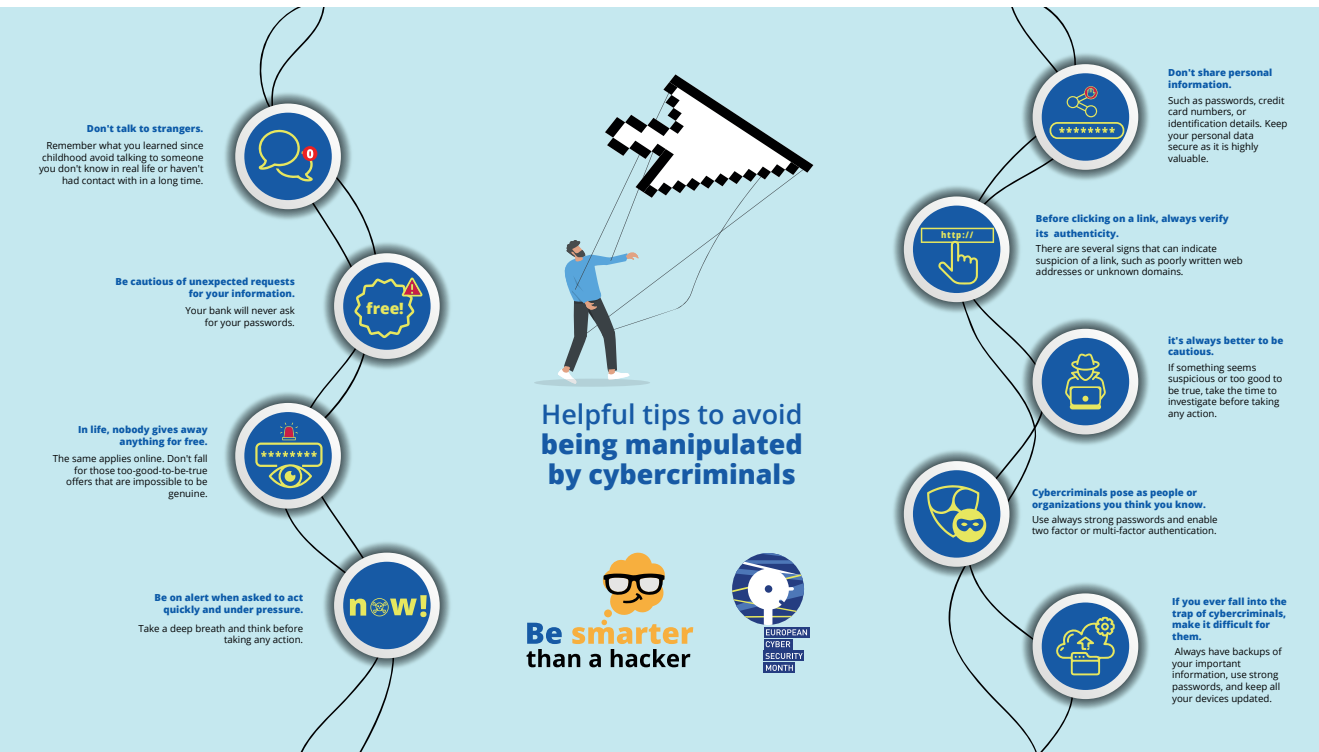 Don't talk to strangers.
Remember what you learned since
childhood avoid talking to someone
you don't know in real life or haven't
had contact with in a long time.
0
Be cautious of unexpected requests
for your information.
Your bank will never ask
for your passwords.
free!
In life, nobody gives away
anything for free.
The same applies online. Don't fall
for those too-good-to-be-true
offers that are impossible to be
genuine.
********
Be on alert when asked to act
quickly and under pressure.
Take a deep breath and think before
taking any action.
now!
Helpful tips to avoid
being manipulated
by cybercriminals
Be smarter
than a hacker
EUROPEAN
CYBER
SECURITY
MONTH
********
Don't share personal
information.
Such as passwords, credit
card numbers, or
identification details. Keep
your personal data
secure as it is highly
valuable.
http://
Before clicking on a link, always verify
its authenticity.
There are several signs that can indicate
suspicion of a link, such as poorly written web
addresses or unknown domains.
it's always better to be
cautious.
If something seems
suspicious or too good to
be true, take the time to
investigate before taking
any action.
Cybercriminals pose as people or
organizations you think you know.
Use always strong passwords and enable
two factor or multi-factor authentication.
If you ever fall into the
trap of cybercriminals,
make it difficult for
them.
Always have backups of
your important
information, use strong
passwords, and keep all
your devices updated.